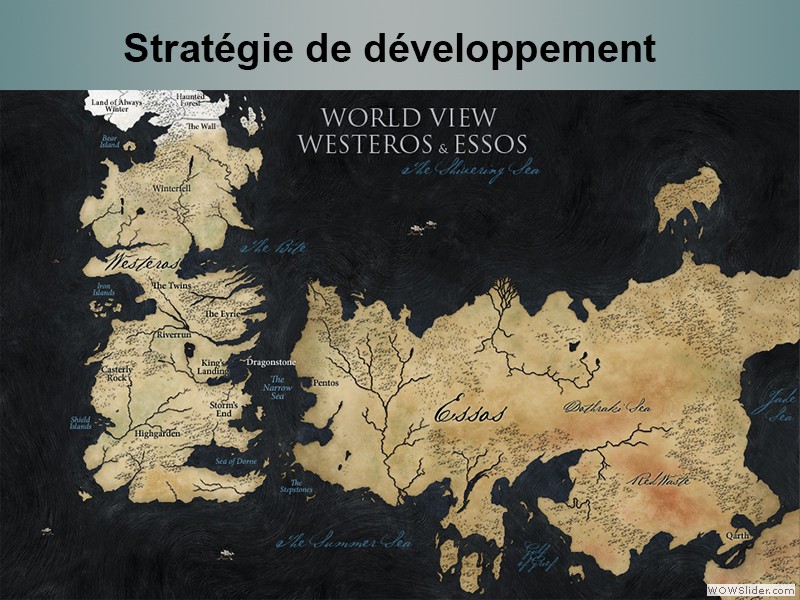 Stratégie de développement
Land of Always
Winter
Haunted
Forest
The Wall
WORLD VIEW
WESTEROS & ESSOS
Bear
Island
The Shivering Sea
Winterfell
The Bite
Westeros
The Twins
Iron
Islands
The Eyrie
Riverrun
King's
Landing
Dragonstone
Casterly
Rock
The
Narrow
Sea
Pentos
Jade
Sea
Storm's
End
Essos
Dothraki Sea
Shield
Islands
Highgarden
Sea of Dorne
Red Waste
The
Stepstones
Qarth
The Summer Sea
WOWSlider.com